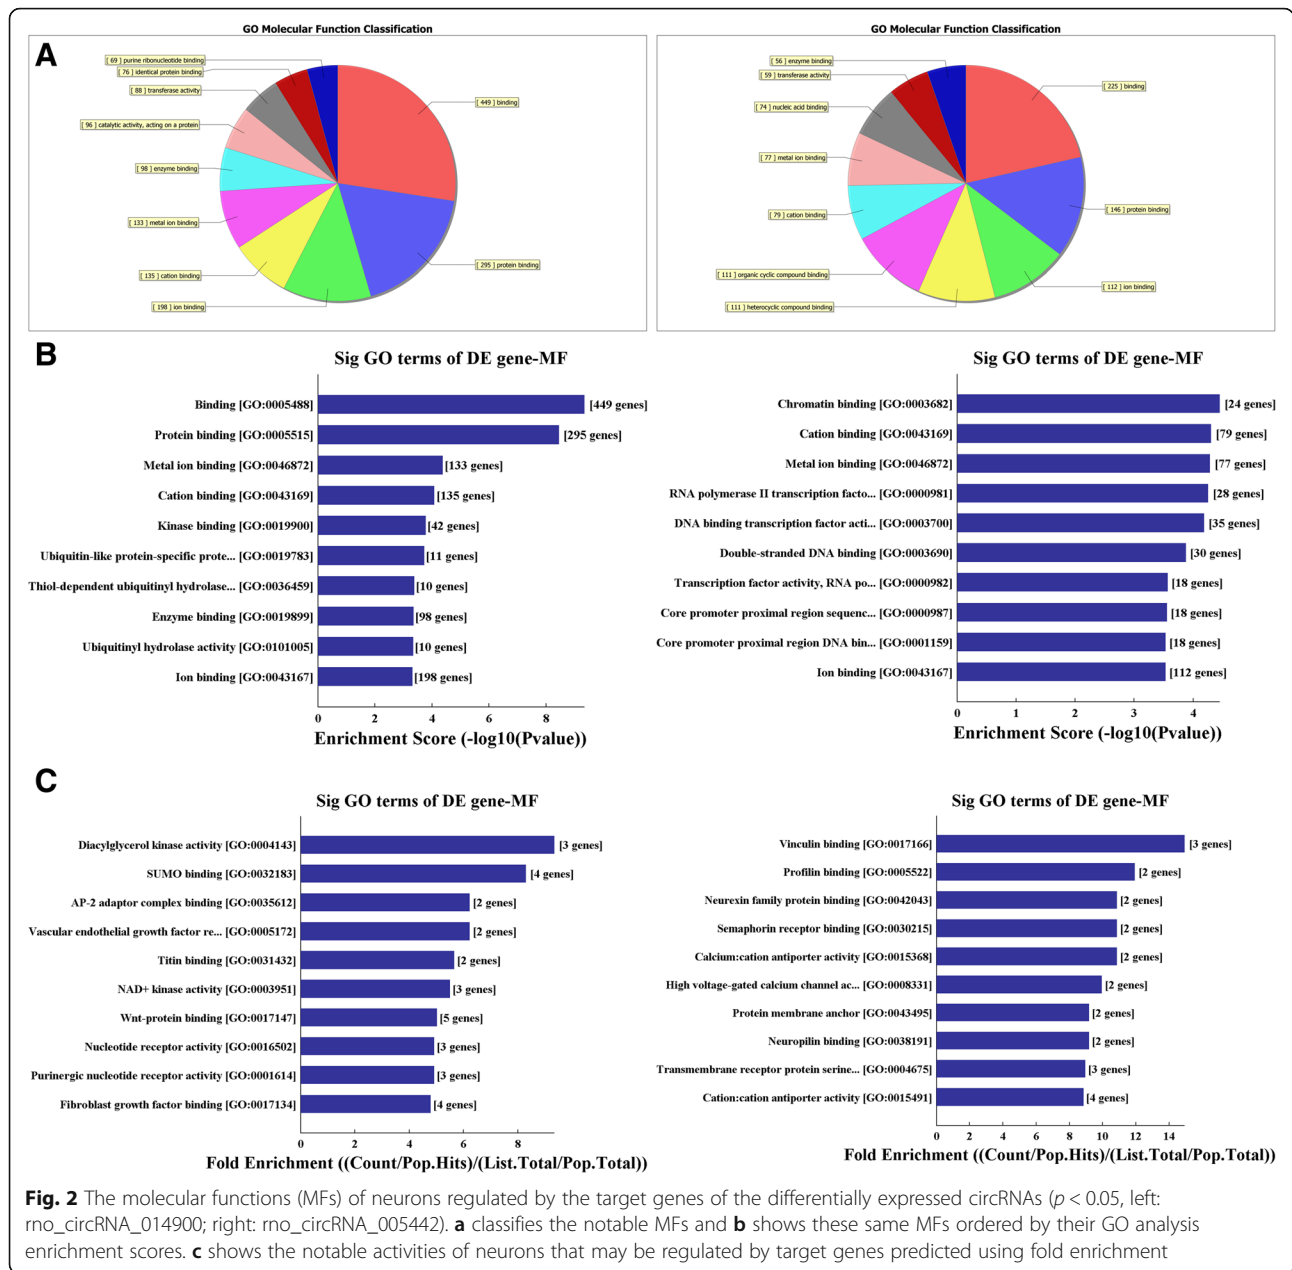 A
GO Molecular Function Classification
[ 69 ] purine ribonucleotide binding
[ 76 ] identical protein binding
[ 88 ] transferase activity
[ 96 ] catalytic activity, acting on a protein
[ 98 ] enzyme binding
[ 133 ] metal ion binding
[ 135 ] cation binding
[ 198 ] ion binding
[ 449 ] binding
[ 295 ] protein binding
GO Molecular Function Classification
[ 56 ] enzyme binding
[ 59 ] transferase activity
[ 74 ] nucleic acid binding
[ 77 ] metal ion binding
[ 79 ] cation binding
[ 111 ] organic cyclic compound binding
[ 111 ] heterocyclic compound binding
[ 225 ] binding
[ 146 ] protein binding
[ 112 ] ion binding
B
Sig GO terms of DE gene-MF
Binding [GO:0005488] [449 genes]
Protein binding [GO:0005515] [295 genes]
Metal ion binding [GO:0046872] [133 genes]
Cation binding [GO:0043169] [135 genes]
Kinase binding [GO:0019900] [42 genes]
Ubiquitin-like protein-specific prote... [GO:0019783] [11 genes]
Thiol-dependent ubiquitinyl hydrolase... [GO:0036459] [10 genes]
Enzyme binding [GO:0019899] [98 genes]
Ubiquitinyl hydrolase activity [GO:0101005] [10 genes]
Ion binding [GO:0043167] [198 genes]
0 2 4 6 8
Enrichment Score (-log10(Pvalue))
Sig GO terms of DE gene-MF
Chromatin binding [GO:0003682] [24 genes]
Cation binding [GO:0043169] [79 genes]
Metal ion binding [GO:0046872] [77 genes]
RNA polymerase II transcription facto... [GO:0000981] [28 genes]
DNA binding transcription factor acti... [GO:0003700] [35 genes]
Double-stranded DNA binding [GO:0003690] [30 genes]
Transcription factor activity, RNA po... [GO:0000982] [18 genes]
Core promoter proximal region sequenc... [GO:0000987] [18 genes]
Core promoter proximal region DNA bin... [GO:0001159] [18 genes]
Ion binding [GO:0043167] [112 genes]
0 1 2 3 4
Enrichment Score (-log10(Pvalue))
C
Sig GO terms of DE gene-MF
Diacylglycerol kinase activity [GO:0004143] [3 genes]
SUMO binding [GO:0032183] [4 genes]
AP-2 adaptor complex binding [GO:0035612] [2 genes]
Vascular endothelial growth factor re... [GO:0005172] [2 genes]
Titin binding [GO:0031432] [2 genes]
NAD+ kinase activity [GO:0003951] [3 genes]
Wnt-protein binding [GO:0017147] [5 genes]
Nucleotide receptor activity [GO:0016502] [3 genes]
Purinergic nucleotide receptor activity [GO:0001614] [3 genes]
Fibroblast growth factor binding [GO:0017134] [4 genes]
0 2 4 6 8
Fold Enrichment ((Count/Pop.Hits)/(List.Total/Pop.Total))
Sig GO terms of DE gene-MF
Vinculin binding [GO:0017166] [3 genes]
Profilin binding [GO:0005522] [2 genes]
Neurexin family protein binding [GO:0042043] [2 genes]
Semaphorin receptor binding [GO:0030215] [2 genes]
Calcium:cation antiporter activity [GO:0015368] [2 genes]
High voltage-gated calcium channel ac... [GO:0008331] [2 genes]
Protein membrane anchor [GO:0043495] [2 genes]
Neuropilin binding [GO:0038191] [2 genes]
Transmembrane receptor protein serine... [GO:0004675] [3 genes]
Cation:cation antiporter activity [GO:0015491] [4 genes]
0 2 4 6 8 10 12 14
Fold Enrichment ((Count/Pop.Hits)/(List.Total/Pop.Total))
Fig. 2 The molecular functions (MFs) of neurons regulated by the target genes of the differentially expressed circRNAs (p < 0.05, left:
rno_circRNA_014900; right: rno_circRNA_005442). a classifies the notable MFs and b shows these same MFs ordered by their GO analysis
enrichment scores. c shows the notable activities of neurons that may be regulated by target genes predicted using fold enrichment